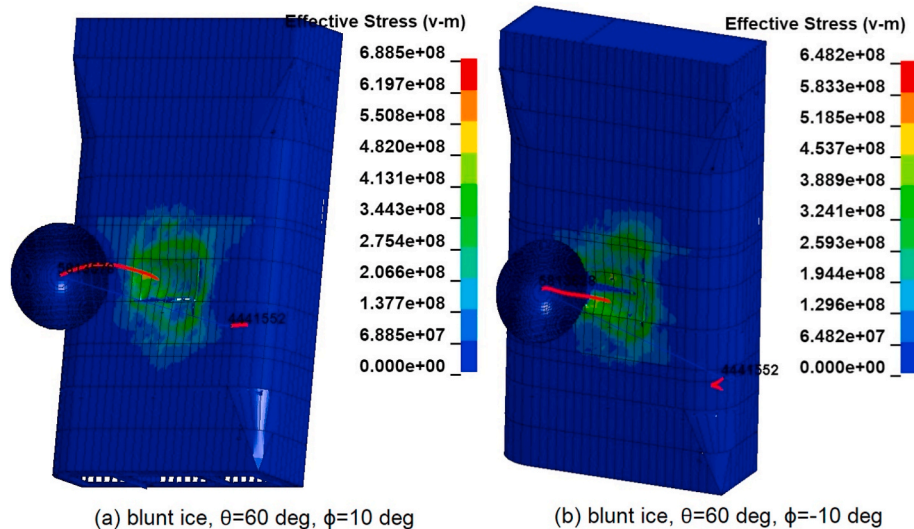 Effective Stress (v-m)
6.885e+08
6.197e+08
5.508e+08
4.820e+08
4.131e+08
3.443e+08
2.754e+08
2.066e+08
1.377e+08
6.885e+07
0.000e+00
4441552
(a) blunt ice, θ=60 deg, ϕ=10 deg
Effective Stress (v-m)
6.482e+08
5.833e+08
5.185e+08
4.537e+08
3.889e+08
3.241e+08
2.593e+08
1.944e+08
1.296e+08
6.482e+07
0.000e+00
4441552
(b) blunt ice, θ=60 deg, ϕ=-10 deg